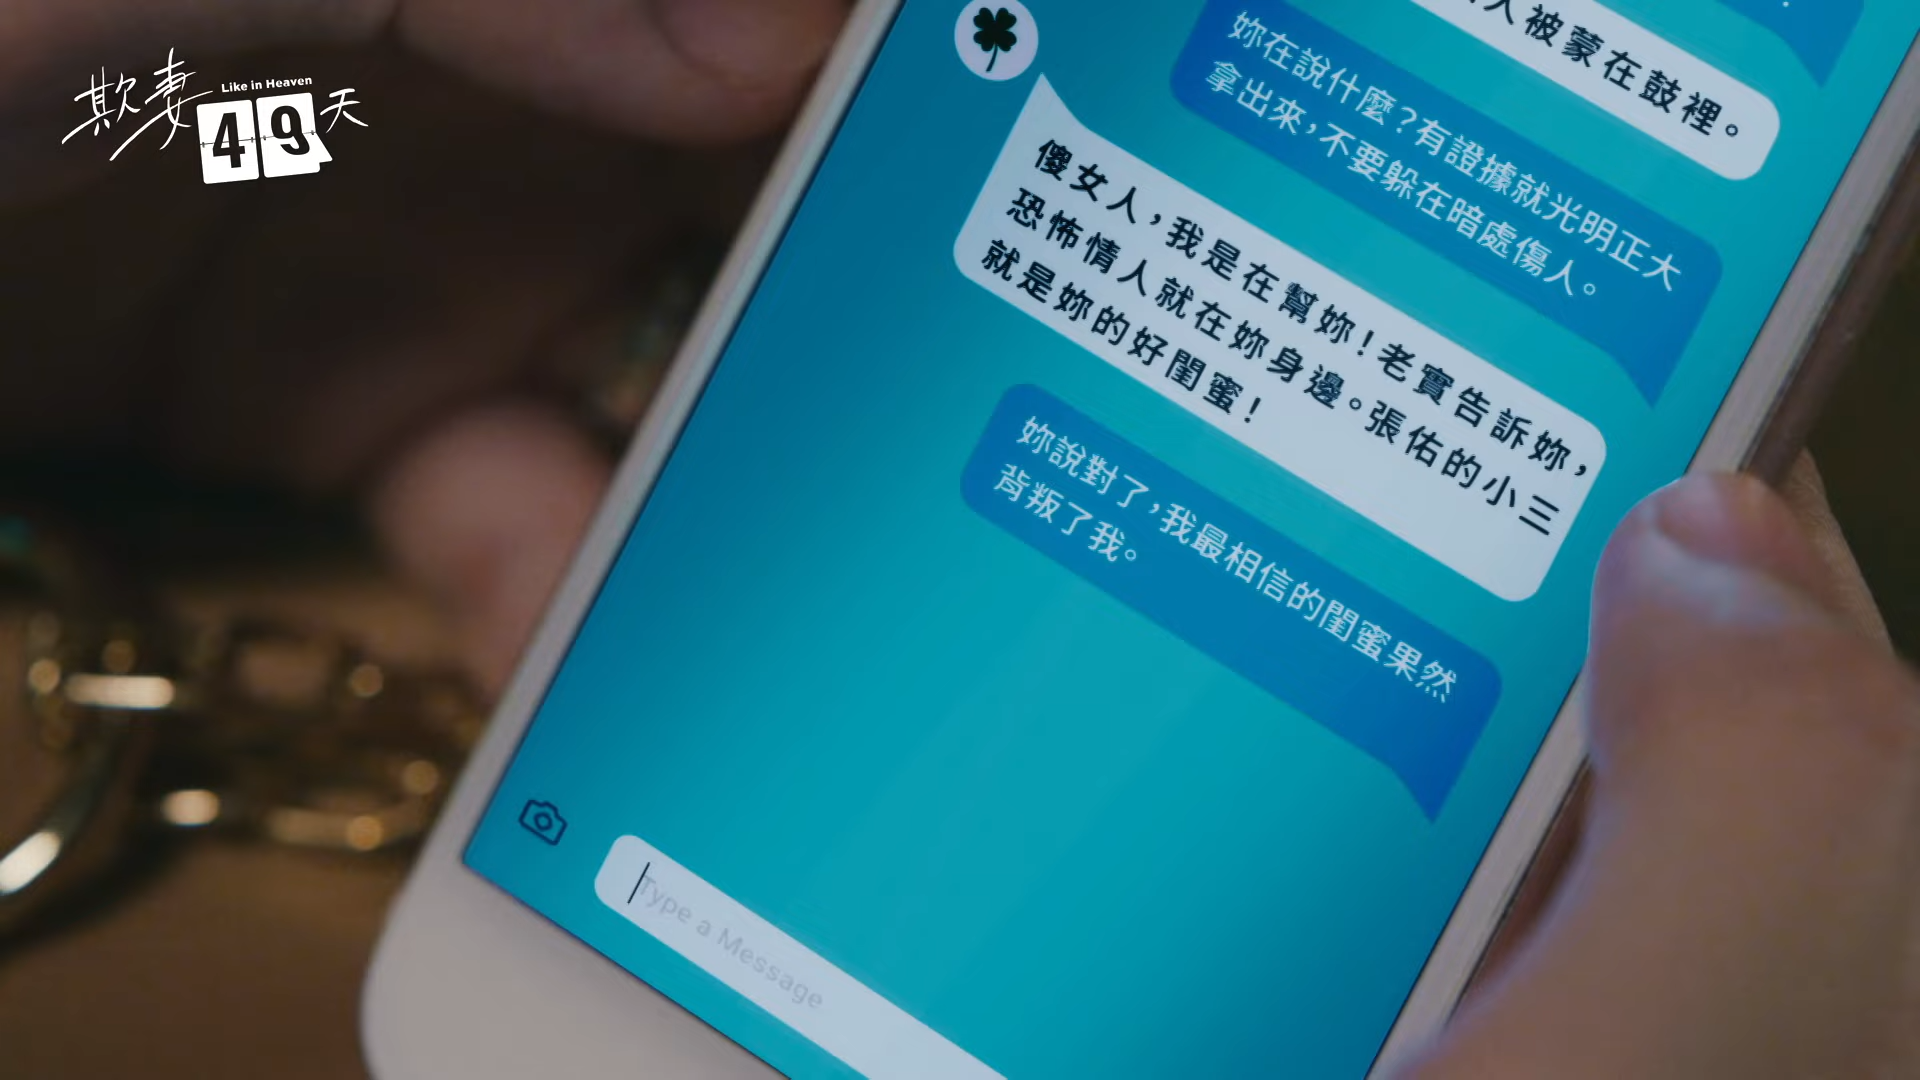 欺妻
Like in Heaven
49天
人被蒙在鼓裡。
妳在說什麼？有證據就光明正大
拿出來，不要躲在暗處傷人。
傻女人，我是在幫妳！老實告訴妳，
恐怖情人就在妳身邊。張佑的小三
就是妳的好閨蜜！
妳說對了，我最相信的閨蜜果然
背叛了我。
Type a Message